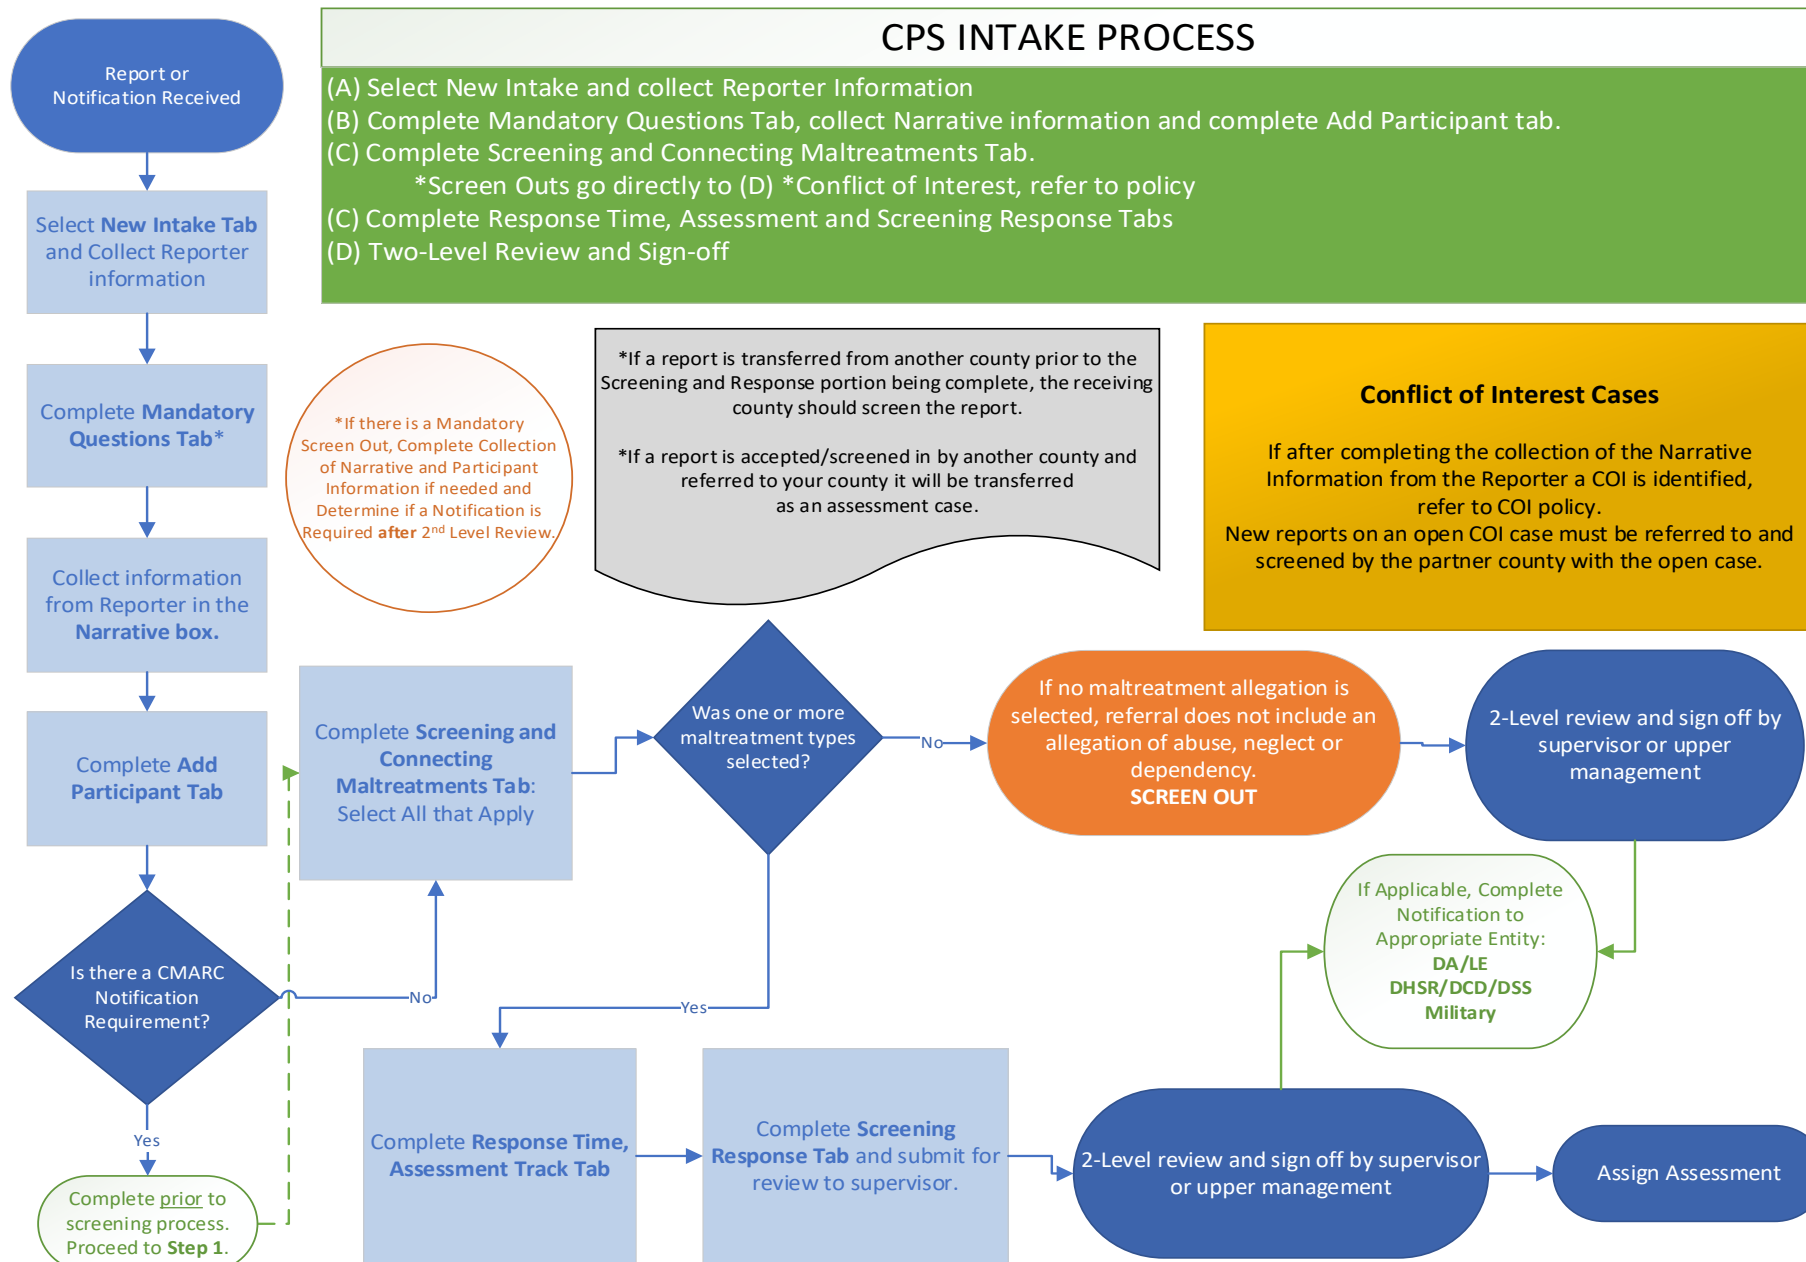 CPS INTAKE PROCESS
(A) Select New Intake and collect Reporter Information
(B) Complete Mandatory Questions Tab, collect Narrative information and complete Add Participant tab.
(C) Complete Screening and Connecting Maltreatments Tab.
*Screen Outs go directly to (D) *Conflict of Interest, refer to policy
(C) Complete Response Time, Assessment and Screening Response Tabs
(D) Two-Level Review and Sign-off
Report or
Notification Received
Select New Intake Tab
and Collect Reporter
information
Complete Mandatory
Questions Tab*
Collect information
from Reporter in the
Narrative box.
Complete Add
Participant Tab
Is there a CMARC
Notification
Requirement?
No
Yes
Complete prior to
screening process.
Proceed to Step 1.
*If there is a Mandatory
Screen Out, Complete Collection
of Narrative and Participant
Information if needed and
Determine if a Notification is
Required after 2nd Level Review.
*If a report is transferred from another county prior to the
Screening and Response portion being complete, the receiving
county should screen the report.
*If a report is accepted/screened in by another county and
referred to your county it will be transferred
as an assessment case.
Conflict of Interest Cases
If after completing the collection of the Narrative
Information from the Reporter a COI is identified,
refer to COI policy.
New reports on an open COI case must be referred to and
screened by the partner county with the open case.
Complete Screening and
Connecting
Maltreatments Tab:
Select All that Apply
Was one or more
maltreatment types
selected?
No
If no maltreatment allegation is
selected, referral does not include an
allegation of abuse, neglect or
dependency.
SCREEN OUT
2-Level review and sign off by
supervisor or upper
management
If Applicable, Complete
Notification to
Appropriate Entity:
DA/LE
DHSR/DCD/DSS
Military
Yes
Complete Response Time,
Assessment Track Tab
Complete Screening
Response Tab and submit for
review to supervisor.
2-Level review and sign off by supervisor
or upper management
Assign Assessment